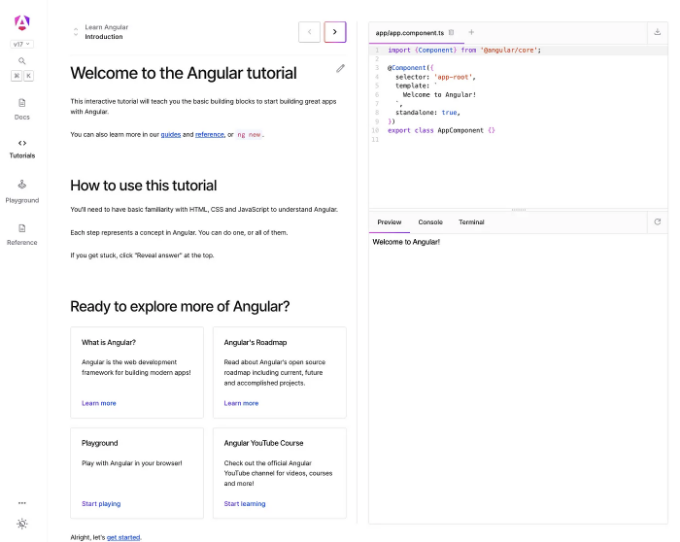 v17
⌘ K
Docs
Tutorials
Playground
Reference
Learn Angular
Introduction
Welcome to the Angular tutorial
This interactive tutorial will teach you the basic building blocks to start building great apps
with Angular.
You can also learn more in our guides and reference, or ng new.
How to use this tutorial
You'll need to have basic familiarity with HTML, CSS and JavaScript to understand Angular.
Each step represents a concept in Angular. You can do one, or all of them.
If you get stuck, click "Reveal answer" at the top.
Ready to explore more of Angular?
What is Angular?
Angular is the web development
framework for building modern apps!
Learn more
Angular's Roadmap
Read about Angular's open source
roadmap including current, future
and accomplished projects.
Learn more
Playground
Play with Angular in your browser!
Start playing
Angular YouTube Course
Check out the official Angular
YouTube channel for videos, courses
and more!
Start learning
Alright, let's get started.
app/app.component.ts
1 import {Component} from '@angular/core';
2
3 @Component({
4 selector: 'app-root',
5 template: `
6 Welcome to Angular!
7 `,
8 standalone: true,
9 })
10 export class AppComponent {}
11
Preview Console Terminal
Welcome to Angular!